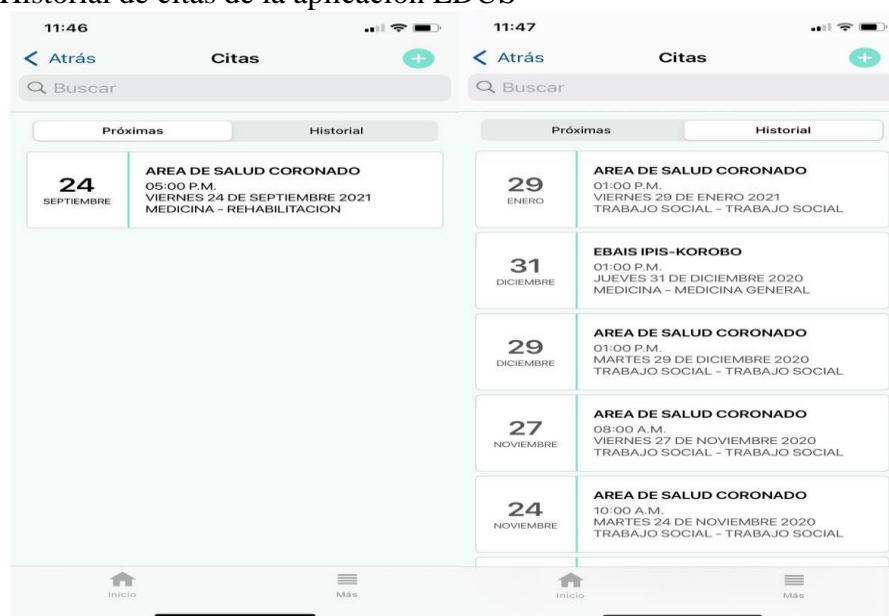 Historial de citas de la aplicación EDUS
11:46
Atrás
Citas
Buscar
Próximas
Historial
24
SEPTIEMBRE
AREA DE SALUD CORONADO
05:00 P.M.
VIERNES 24 DE SEPTIEMBRE 2021
MEDICINA - REHABILITACION
Inicio
Más
11:47
Atrás
Citas
Buscar
Próximas
Historial
29
ENERO
AREA DE SALUD CORONADO
01:00 P.M.
VIERNES 29 DE ENERO 2021
TRABAJO SOCIAL - TRABAJO SOCIAL
31
DICIEMBRE
EBAIS IPIS-KOROBO
01:00 P.M.
JUEVES 31 DE DICIEMBRE 2020
MEDICINA - MEDICINA GENERAL
29
DICIEMBRE
AREA DE SALUD CORONADO
01:00 P.M.
MARTES 29 DE DICIEMBRE 2020
TRABAJO SOCIAL - TRABAJO SOCIAL
27
NOVIEMBRE
AREA DE SALUD CORONADO
08:00 A.M.
VIERNES 27 DE NOVIEMBRE 2020
TRABAJO SOCIAL - TRABAJO SOCIAL
24
NOVIEMBRE
AREA DE SALUD CORONADO
10:00 A.M.
MARTES 24 DE NOVIEMBRE 2020
TRABAJO SOCIAL - TRABAJO SOCIAL
Inicio
Más